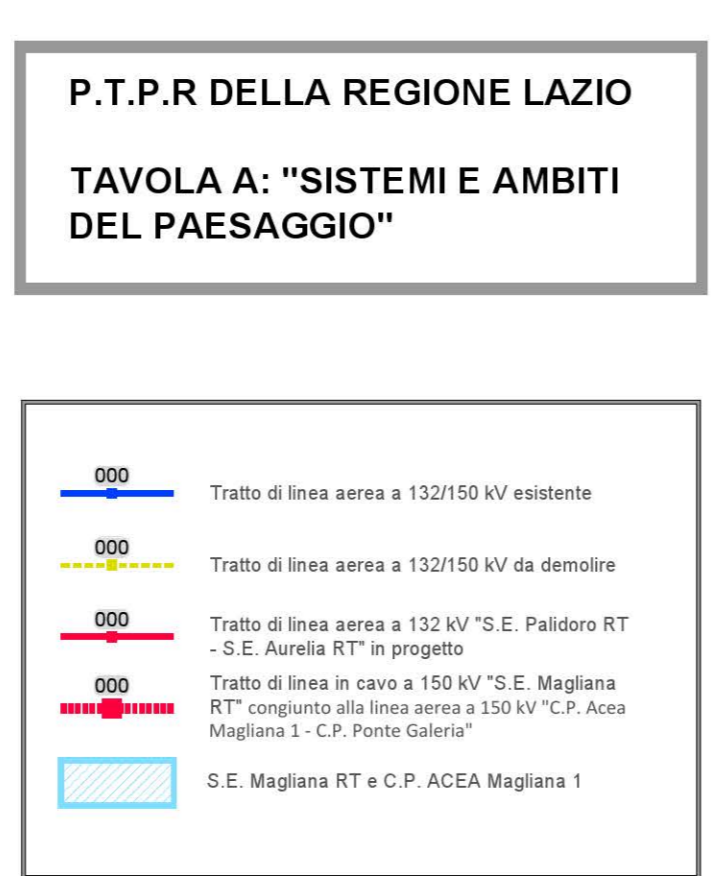 P.T.P.R DELLA REGIONE LAZIO
TAVOLA A: "SISTEMI E AMBITI
DEL PAESAGGIO"
000
Tratto di linea aerea a 132/150 kV esistente
000
Tratto di linea aerea a 132/150 kV da demolire
000
Tratto di linea aerea a 132 kV "S.E. Palidoro RT
- S.E. Aurelia RT" in progetto
000
Tratto di linea in cavo a 150 kV "S.E. Magliana
RT" congiunto alla linea aerea a 150 kV "C.P. Acea
Magliana 1 - C.P. Ponte Galeria"
S.E. Magliana RT e C.P. ACEA Magliana 1